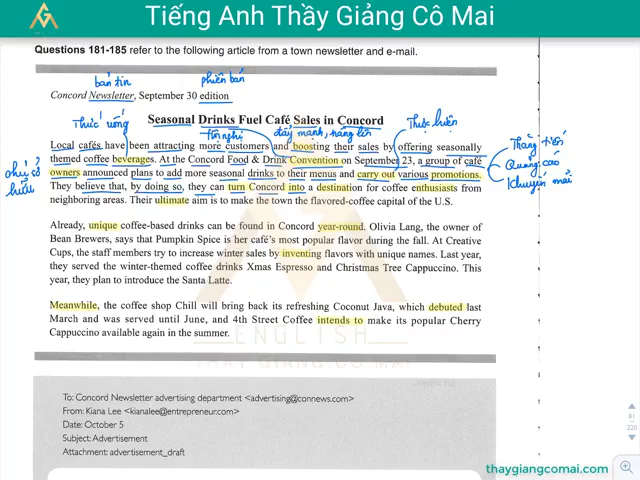 Tiếng Anh Thầy Giảng Cô Mai
Questions 181-185 refer to the following article from a town newsletter and e-mail.
bản tin
phiên bản
Concord Newsletter, September 30 edition
Seasonal Drinks Fuel Café Sales in Concord
Thức uống
hội nghị
đẩy mạnh, nâng lên
Thực hiện
Local cafés have been attracting more customers and boosting their sales by offering seasonally
themed coffee beverages. At the Concord Food & Drink Convention on September 23, a group of café
owners announced plans to add more seasonal drinks to their menus and carry out various promotions.
They believe that, by doing so, they can turn Concord into a destination for coffee enthusiasts from
neighboring areas. Their ultimate aim is to make the town the flavored-coffee capital of the U.S.
chủ sở
hữu
Thăng tiến
Quảng cao
Khuyến mãi
Already, unique coffee-based drinks can be found in Concord year-round. Olivia Lang, the owner of
Bean Brewers, says that Pumpkin Spice is her café's most popular flavor during the fall. At Creative
Cups, the staff members try to increase winter sales by inventing flavors with unique names. Last year,
they served the winter-themed coffee drinks Xmas Espresso and Christmas Tree Cappuccino. This
year, they plan to introduce the Santa Latte.
Meanwhile, the coffee shop Chill will bring back its refreshing Coconut Java, which debuted last
March and was served until June, and 4th Street Coffee intends to make its popular Cherry
Cappuccino available again in the summer.
ENGLISH
THAY GIANG CO MAI
To: Concord Newsletter advertising department <advertising@connews.com>
From: Kiana Lee <kianalee@entrepreneur.com>
Date: October 5
Subject: Advertisement
Attachment: advertisement_draft
220
thaygiangcomai.com